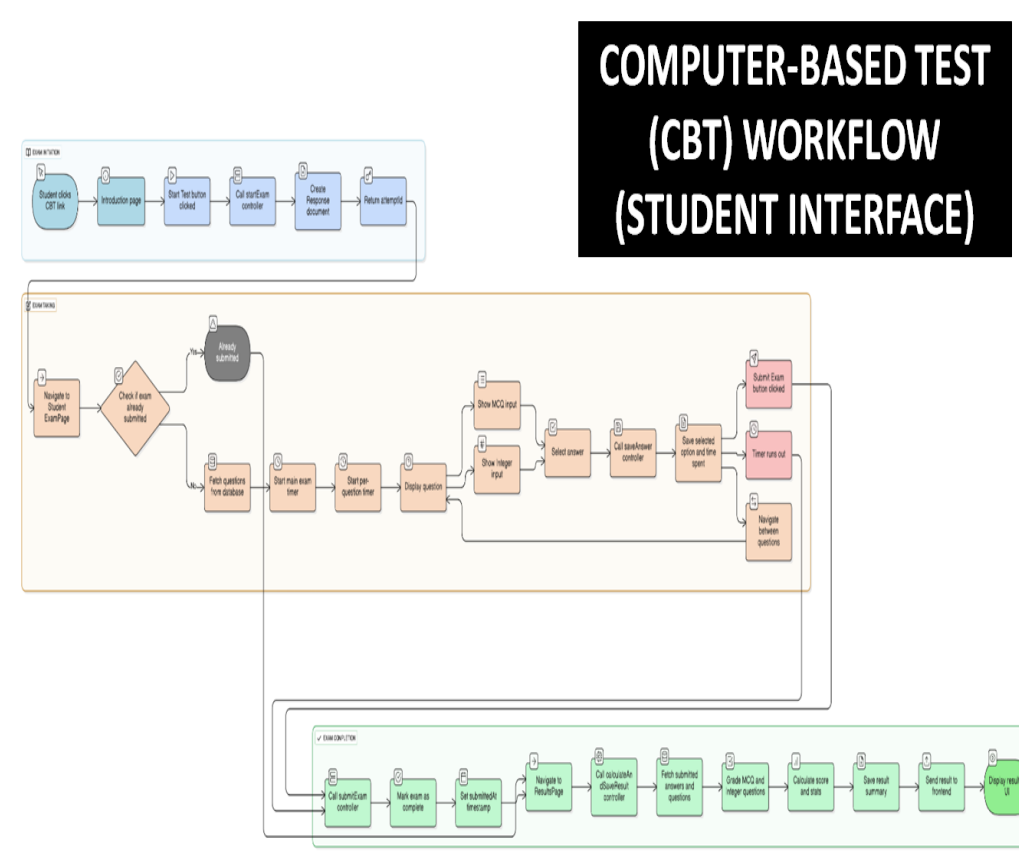 COMPUTER-BASED TEST
(CBT) WORKFLOW
(STUDENT INTERFACE)
EXAM INITIATION
Student clicks
CBT link
Introduction page
Start Test button
clicked
Call startExam
controller
Create
Response
document
Return attemptId
EXAM TAKING
Navigate to
Student
ExamPage
Check if exam
already
submitted
Yes
Already
submitted
No
Fetch questions
from database
Start main exam
timer
Start per-
question timer
Display question
Show MCQ input
Show Integer
input
Select answer
Call saveAnswer
controller
Save selected
option and time
spent
Submit Exam
button clicked
Timer runs out
Navigate
between
questions
EXAM COMPLETION
Call submitExam
controller
Mark exam as
complete
Set submittedAt
timestamp
Navigate to
ResultsPage
Call calculateAn
dSaveResult
controller
Fetch submitted
answers and
questions
Grade MCQ and
integer questions
Calculate score
and stats
Save result
summary
Send result to
frontend
Display result
UI